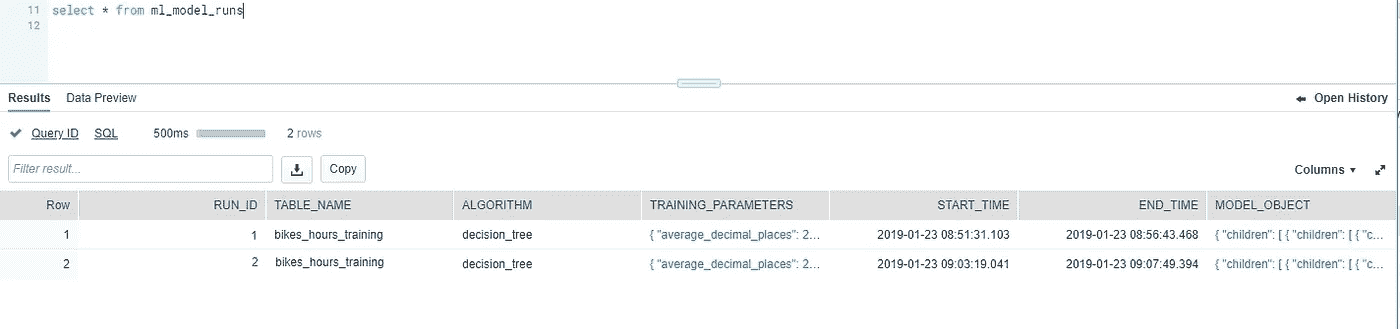 11 select * from ml_model_runs
12
Results Data Preview Open History
Query ID SQL 500ms 2 rows
Filter result... Copy Columns
Row RUN_ID TABLE_NAME ALGORITHM TRAINING_PARAMETERS START_TIME END_TIME MODEL_OBJECT
1 1 bikes_hours_training decision_tree { "average_decimal_places": 2... 2019-01-23 08:51:31.103 2019-01-23 08:56:43.468 { "children": [ { "children": [ { "c...
2 2 bikes_hours_training decision_tree { "average_decimal_places": 2... 2019-01-23 09:03:19.041 2019-01-23 09:07:49.394 { "children": [ { "children": [ { "c...